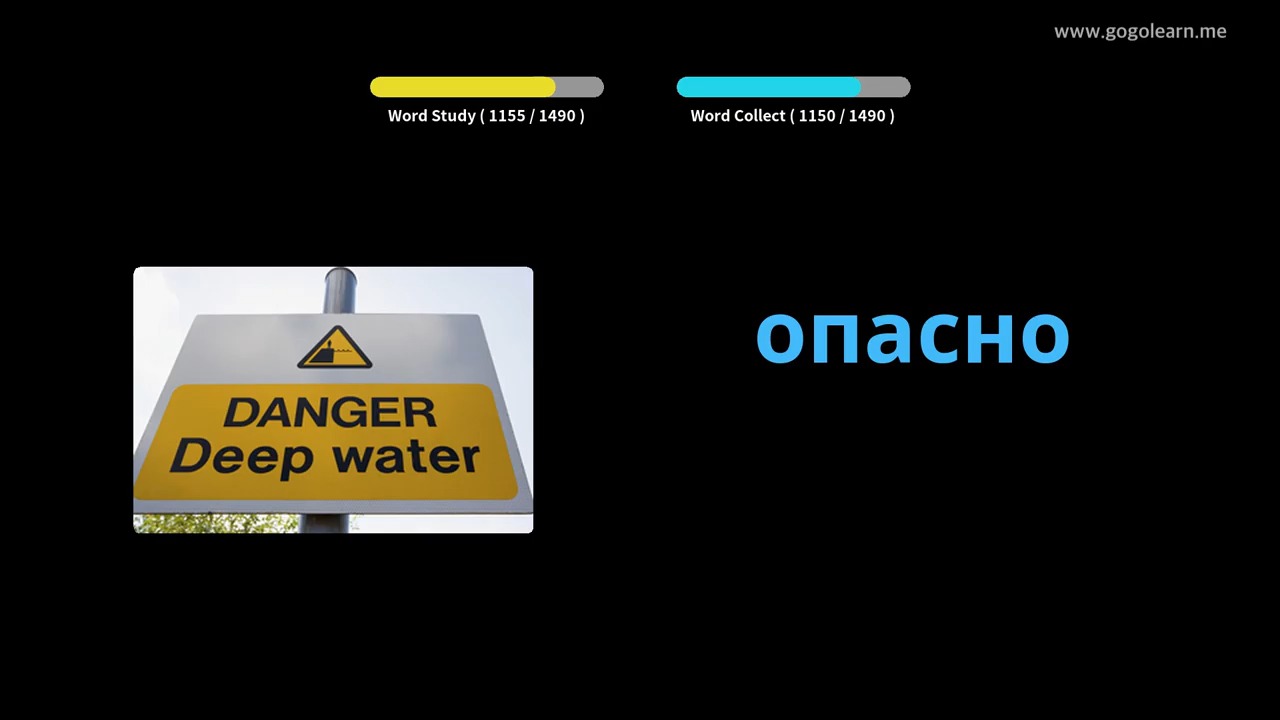 www.gogolearn.me
Word Study ( 1155 / 1490 )
Word Collect ( 1150 / 1490 )
DANGER
Deep water
опасно